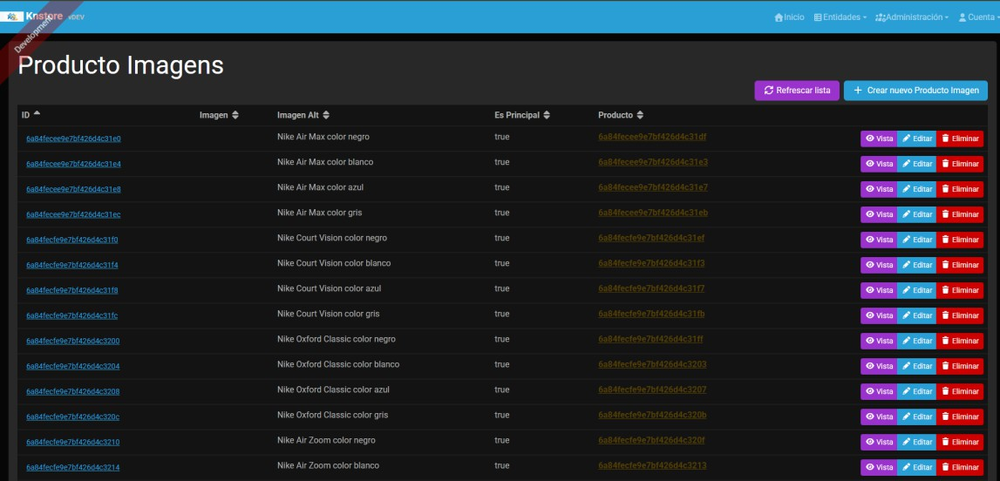 Knstore vDEV
Development
Inicio Entidades Administración Cuenta
Producto Imagens
Refrescar lista Crear nuevo Producto Imagen
ID Imagen Imagen Alt Es Principal Producto
6a84fecee9e7bf426d4c31e0 Nike Air Max color negro true 6a84fecee9e7bf426d4c31df Vista Editar Eliminar
6a84fecee9e7bf426d4c31e4 Nike Air Max color blanco true 6a84fecee9e7bf426d4c31e3 Vista Editar Eliminar
6a84fecee9e7bf426d4c31e8 Nike Air Max color azul true 6a84fecee9e7bf426d4c31e7 Vista Editar Eliminar
6a84fecee9e7bf426d4c31ec Nike Air Max color gris true 6a84fecee9e7bf426d4c31eb Vista Editar Eliminar
6a84fecfe9e7bf426d4c31f0 Nike Court Vision color negro true 6a84fecfe9e7bf426d4c31ef Vista Editar Eliminar
6a84fecfe9e7bf426d4c31f4 Nike Court Vision color blanco true 6a84fecfe9e7bf426d4c31f3 Vista Editar Eliminar
6a84fecfe9e7bf426d4c31f8 Nike Court Vision color azul true 6a84fecfe9e7bf426d4c31f7 Vista Editar Eliminar
6a84fecfe9e7bf426d4c31fc Nike Court Vision color gris true 6a84fecfe9e7bf426d4c31fb Vista Editar Eliminar
6a84fecfe9e7bf426d4c3200 Nike Oxford Classic color negro true 6a84fecfe9e7bf426d4c31ff Vista Editar Eliminar
6a84fecfe9e7bf426d4c3204 Nike Oxford Classic color blanco true 6a84fecfe9e7bf426d4c3203 Vista Editar Eliminar
6a84fecfe9e7bf426d4c3208 Nike Oxford Classic color azul true 6a84fecfe9e7bf426d4c3207 Vista Editar Eliminar
6a84fecfe9e7bf426d4c320c Nike Oxford Classic color gris true 6a84fecfe9e7bf426d4c320b Vista Editar Eliminar
6a84fecfe9e7bf426d4c3210 Nike Air Zoom color negro true 6a84fecfe9e7bf426d4c320f Vista Editar Eliminar
6a84fecfe9e7bf426d4c3214 Nike Air Zoom color blanco true 6a84fecfe9e7bf426d4c3213 Vista Editar Eliminar